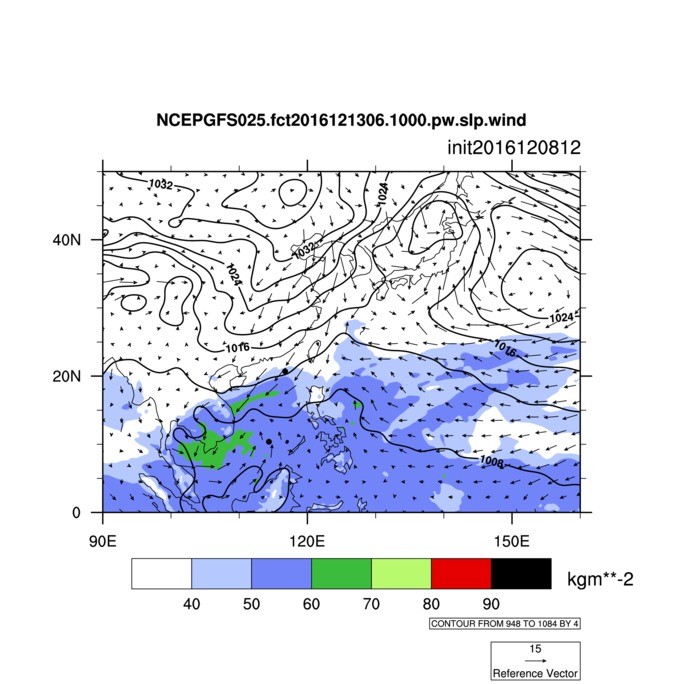 NCEPGFS025.fct2016121306.1000.pw.slp.wind
init2016120812
1032
1024
40N
1032
1024
1024
1016
1016
20N
1008
0
90E 120E 150E
kgm**-2
40 50 60 70 80 90
CONTOUR FROM 948 TO 1084 BY 4
15
Reference Vector